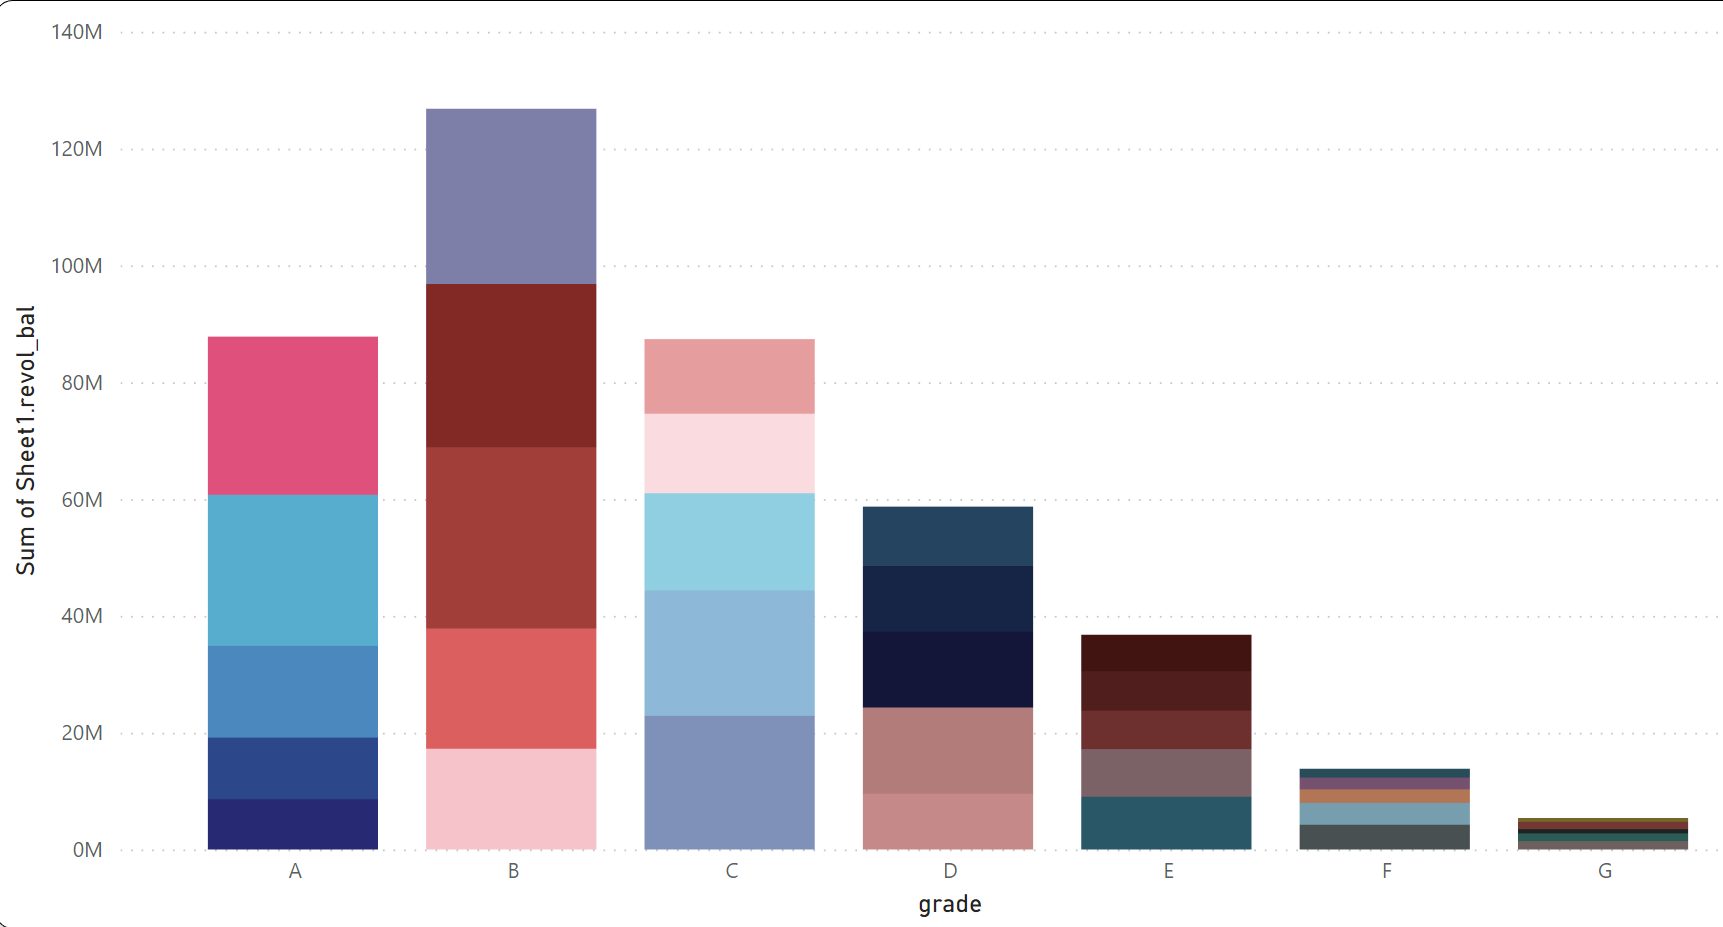 140M
120M
100M
80M
60M
40M
20M
0M
Sum of Sheet1.revol_bal
A B C D E F G
grade